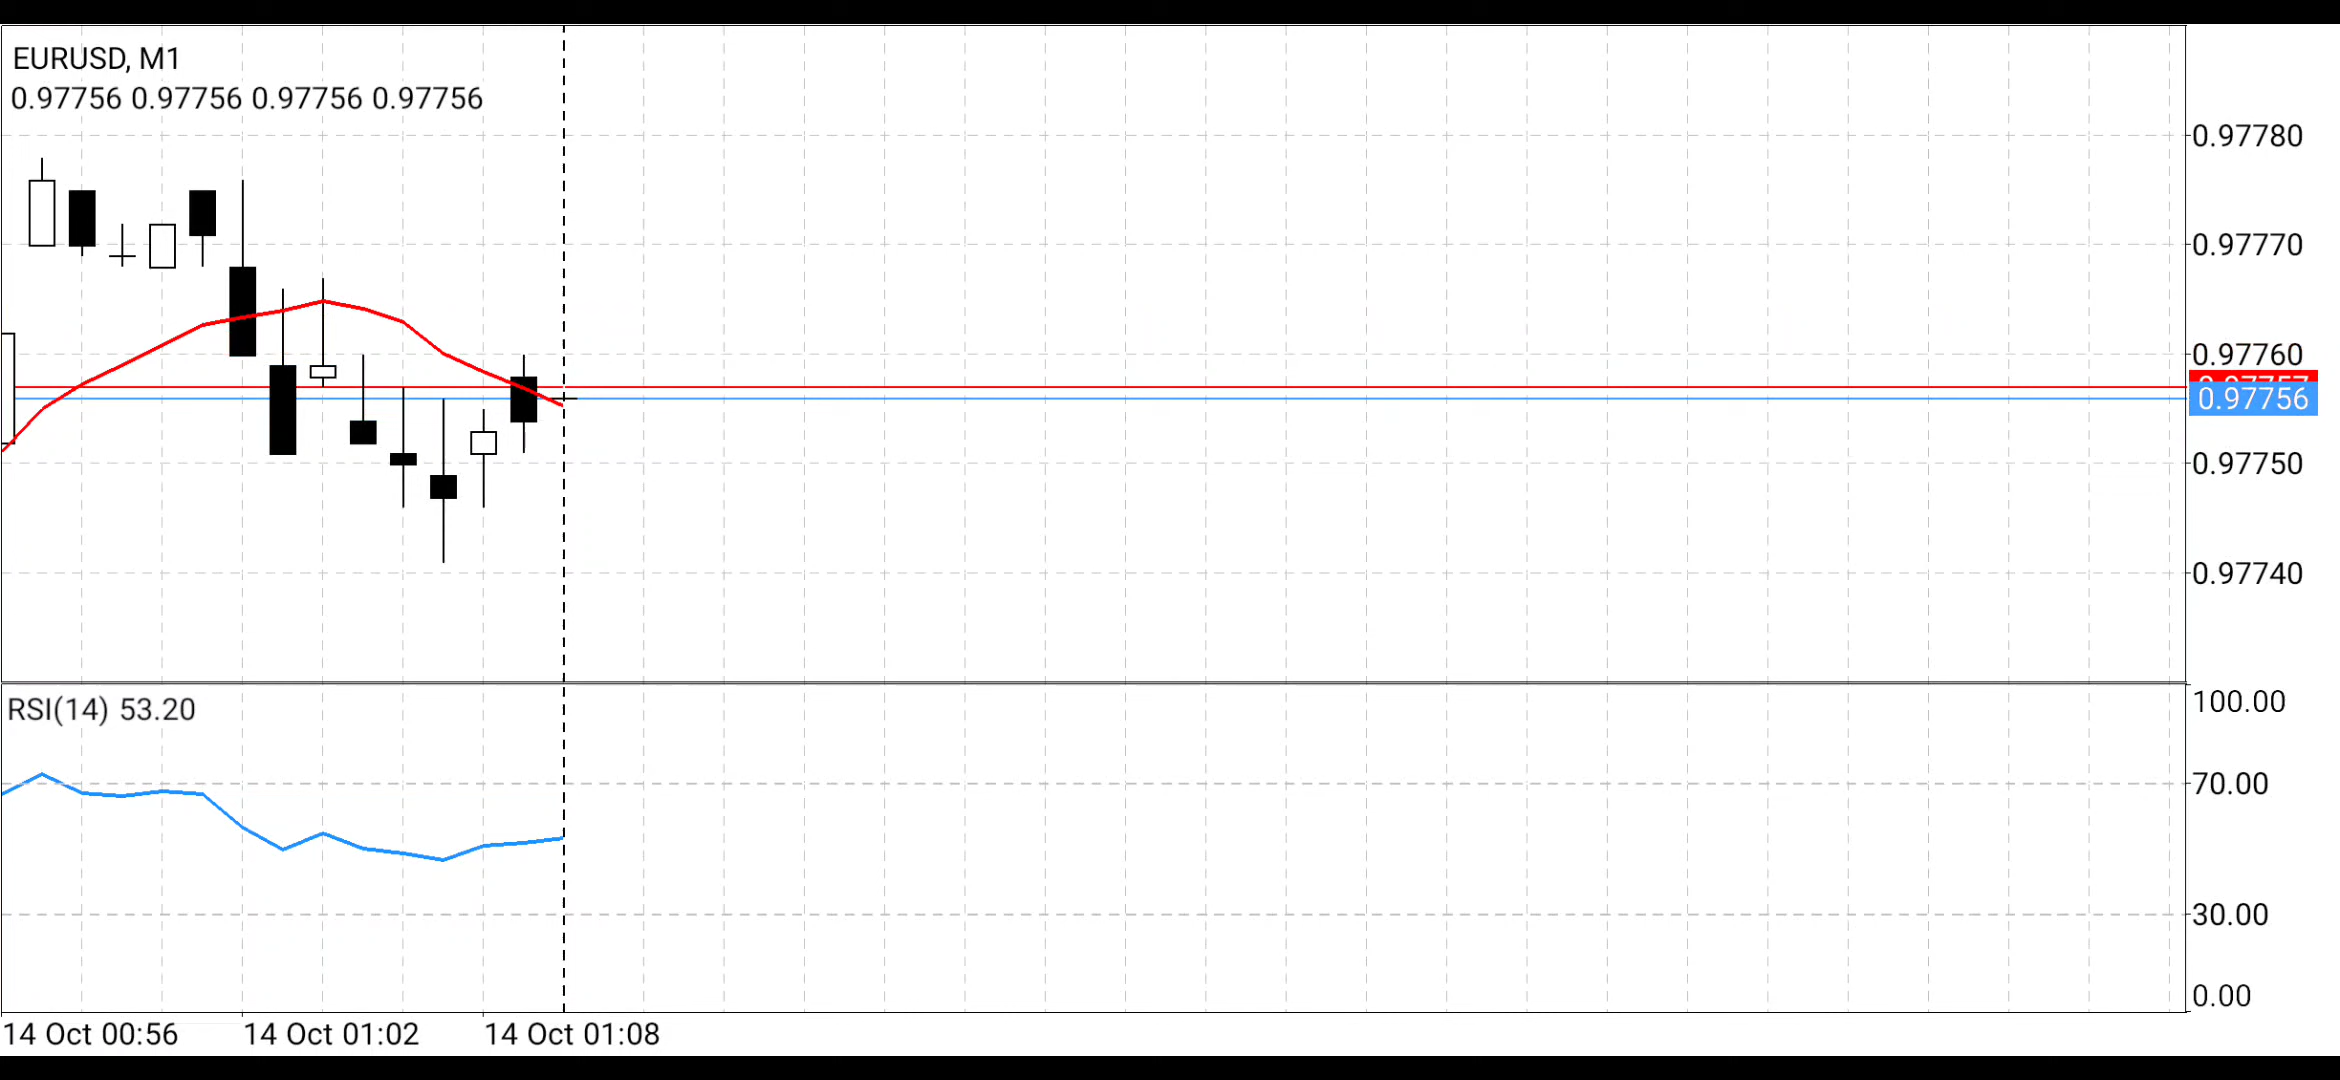 EURUSD, M1
0.97756 0.97756 0.97756 0.97756
0.97780
0.97770
0.97760
0.97757
0.97756
0.97750
0.97740
RSI(14) 53.20
100.00
70.00
30.00
0.00
14 Oct 00:56
14 Oct 01:02
14 Oct 01:08